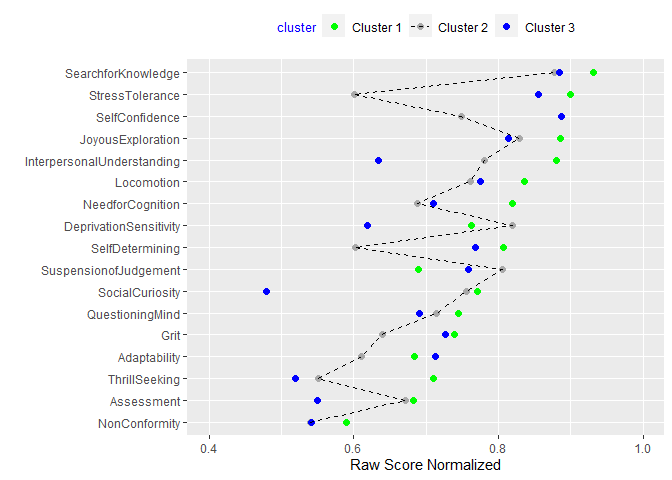 cluster Cluster 1 Cluster 2 Cluster 3
SearchforKnowledge
StressTolerance
SelfConfidence
JoyousExploration
InterpersonalUnderstanding
Locomotion
NeedforCognition
DeprivationSensitivity
SelfDetermining
SuspensionofJudgement
SocialCuriosity
QuestioningMind
Grit
Adaptability
ThrillSeeking
Assessment
NonConformity
0.4 0.6 0.8 1.0
Raw Score Normalized